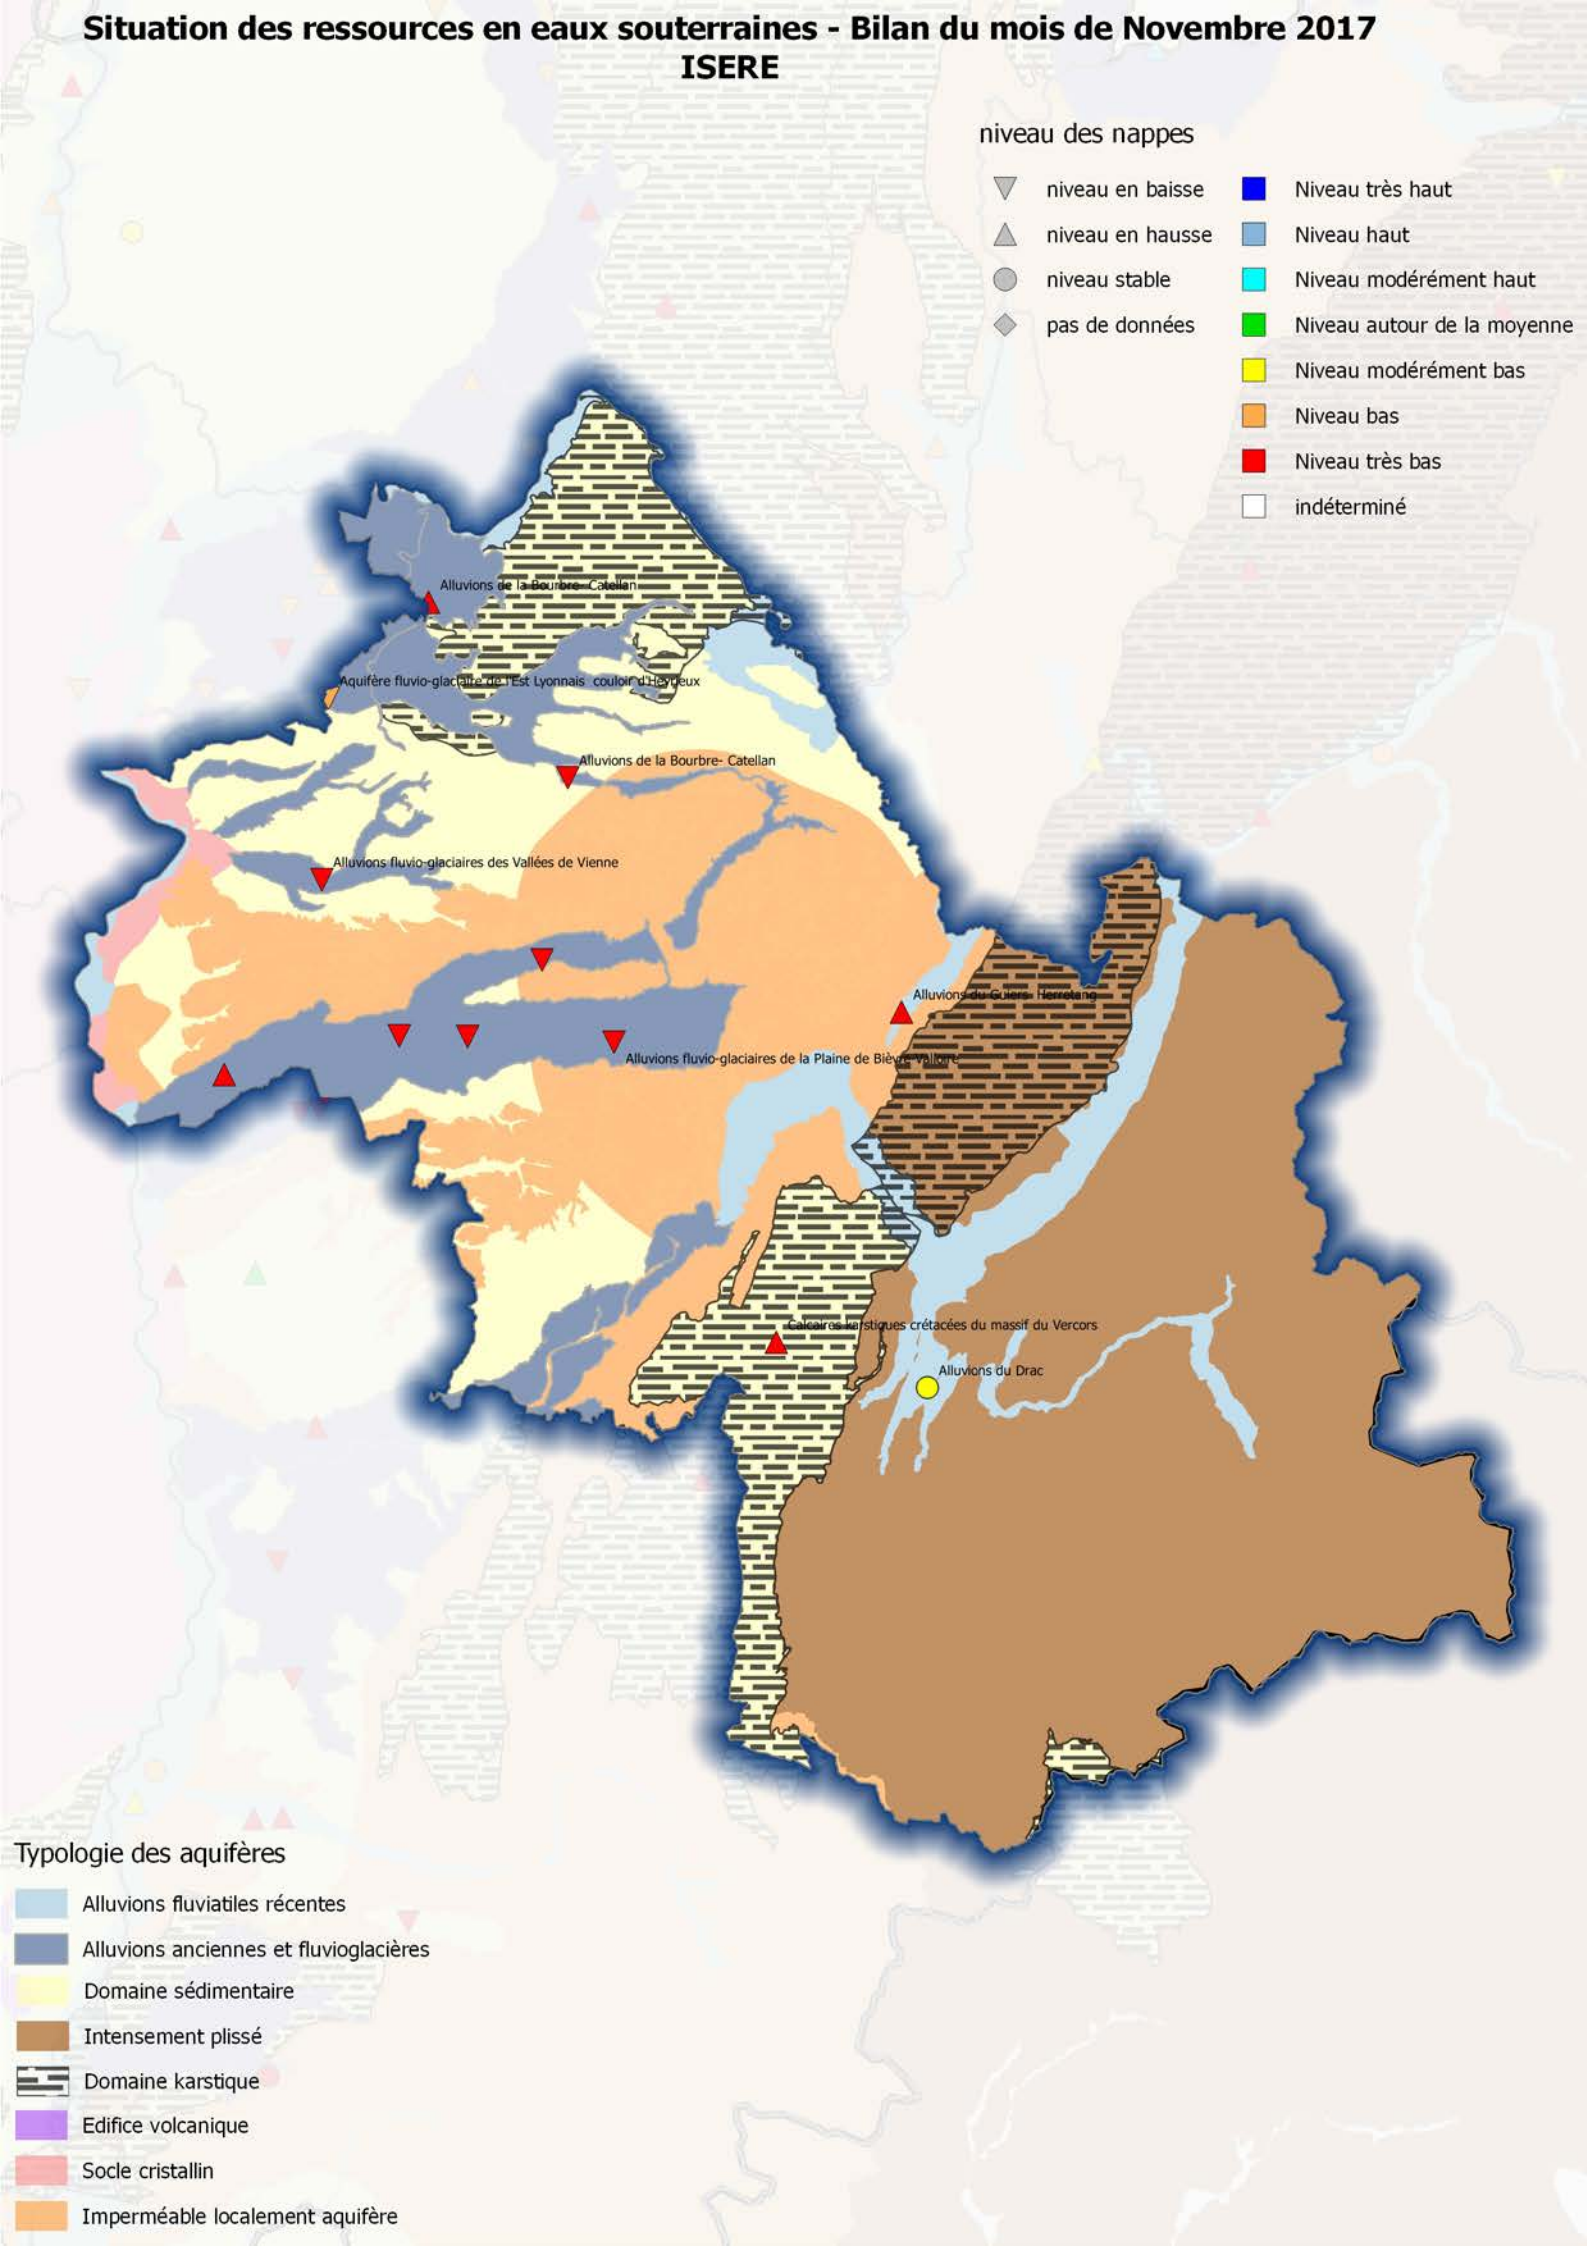 Situation des ressources en eaux souterraines - Bilan du mois de Novembre 2017
ISERE
niveau des nappes
niveau en baisse
niveau en hausse
niveau stable
pas de données
Niveau très haut
Niveau haut
Niveau modérément haut
Niveau autour de la moyenne
Niveau modérément bas
Niveau bas
Niveau très bas
indéterminé
Alluvions de la Bourbre- Catellan
Aquifère fluvio-glaciaire de l'Est Lyonnais couloir d'Heyrieux
Alluvions de la Bourbre- Catellan
Alluvions fluvio-glaciaires des Vallées de Vienne
Alluvions du Guiers- Herretang
Alluvions fluvio-glaciaires de la Plaine de Bièvre-Valloire
Calcaires karstiques crétacées du massif du Vercors
Alluvions du Drac
Typologie des aquifères
Alluvions fluviatiles récentes
Alluvions anciennes et fluvioglacières
Domaine sédimentaire
Intensement plissé
Domaine karstique
Edifice volcanique
Socle cristallin
Imperméable localement aquifère